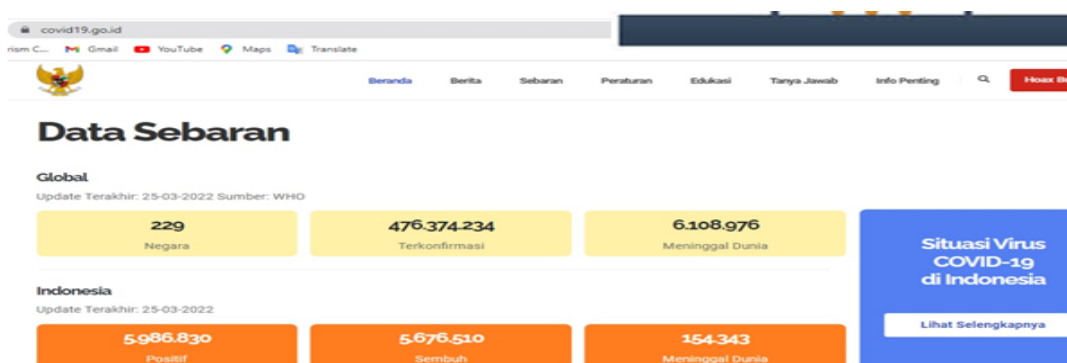 covid19.go.id
rism C... Gmail YouTube Maps Translate
Beranda Berita Sebaran Peraturan Edukasi Tanya Jawab Info Penting Hoax B
Data Sebaran
Global
Update Terakhir: 25-03-2022 Sumber: WHO
229 476.374.234 6.108.976
Negara Terkonfirmasi Meninggal Dunia
Situasi Virus
COVID-19
di Indonesia
Lihat Selengkapnya
Indonesia
Update Terakhir: 25-03-2022
5.986.830 5.676.510 154.343
Positif Sembuh Meninggal Dunia